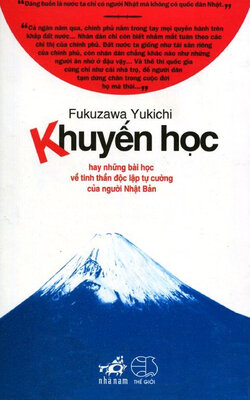 "Đáng buồn là nước ta chỉ có người Nhật mà không có quốc dân Nhật."
"Cả ngàn năm qua, chính phủ nắm trong tay mọi quyền hành trên
khắp đất nước... Nhân dân chỉ còn biết nhắm mắt tuân theo các
chỉ thị của chính phủ. Đất nước ta giống như tài sản riêng
của chính phủ, còn nhân dân chẳng khác nào như những
người ăn nhờ ở đậu vậy... Và thế thì quốc gia
cũng chỉ như cái nhà trọ, để người dân
tạm dừng chân trong cuộc đời
họ mà thôi..."
Fukuzawa Yukichi
Khuyến học
hay những bài học
về tinh thần độc lập tự cường
của người Nhật Bản
nhã nam
THẾ GIỚI